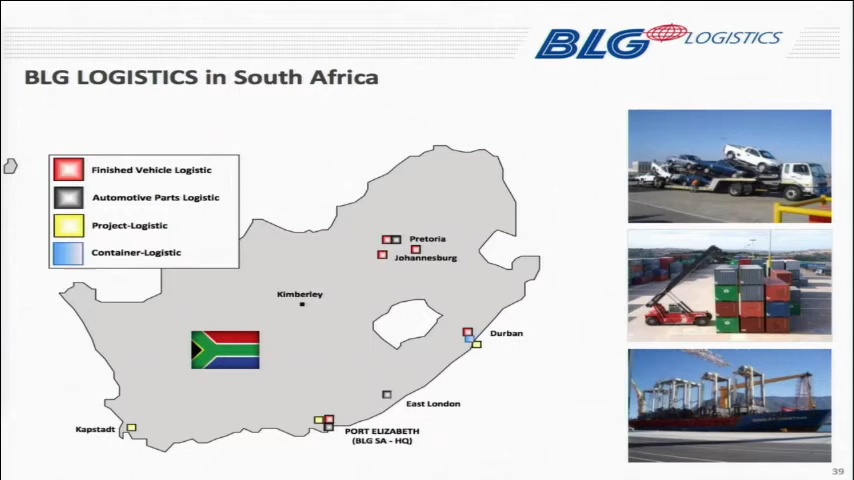 BLG LOGISTICS
BLG LOGISTICS in South Africa
Finished Vehicle Logistic
Automotive Parts Logistic
Project-Logistic
Container-Logistic
Pretoria
Johannesburg
Kimberley
Durban
East London
Kapstadt
PORT ELIZABETH
(BLG SA - HQ)
39